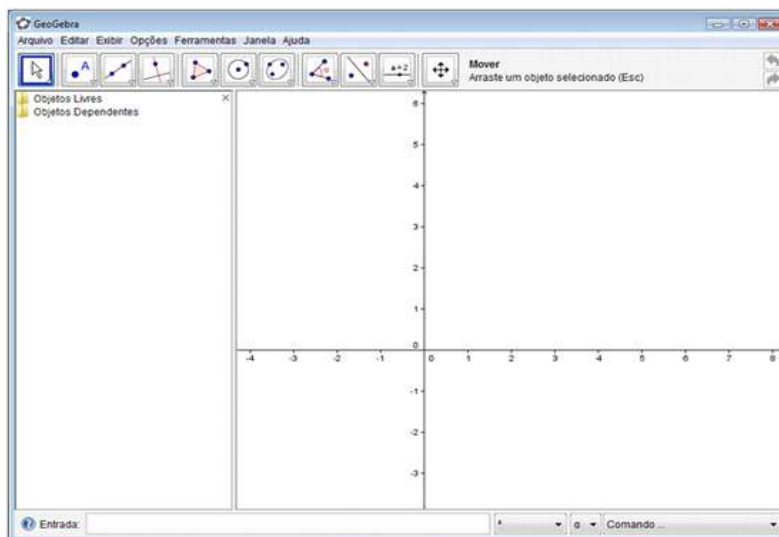 GeoGebra
Arquivo Editar Exibir Opções Ferramentas Janela Ajuda
A α a=2 Mover
Arraste um objeto selecionado (Esc)
Objetos Livres
Objetos Dependentes
6
5
4
3
2
1
0
-4 -3 -2 -1 0 1 2 3 4 5 6 7 8
-1
-2
-3
Entrada: ² α Comando ...